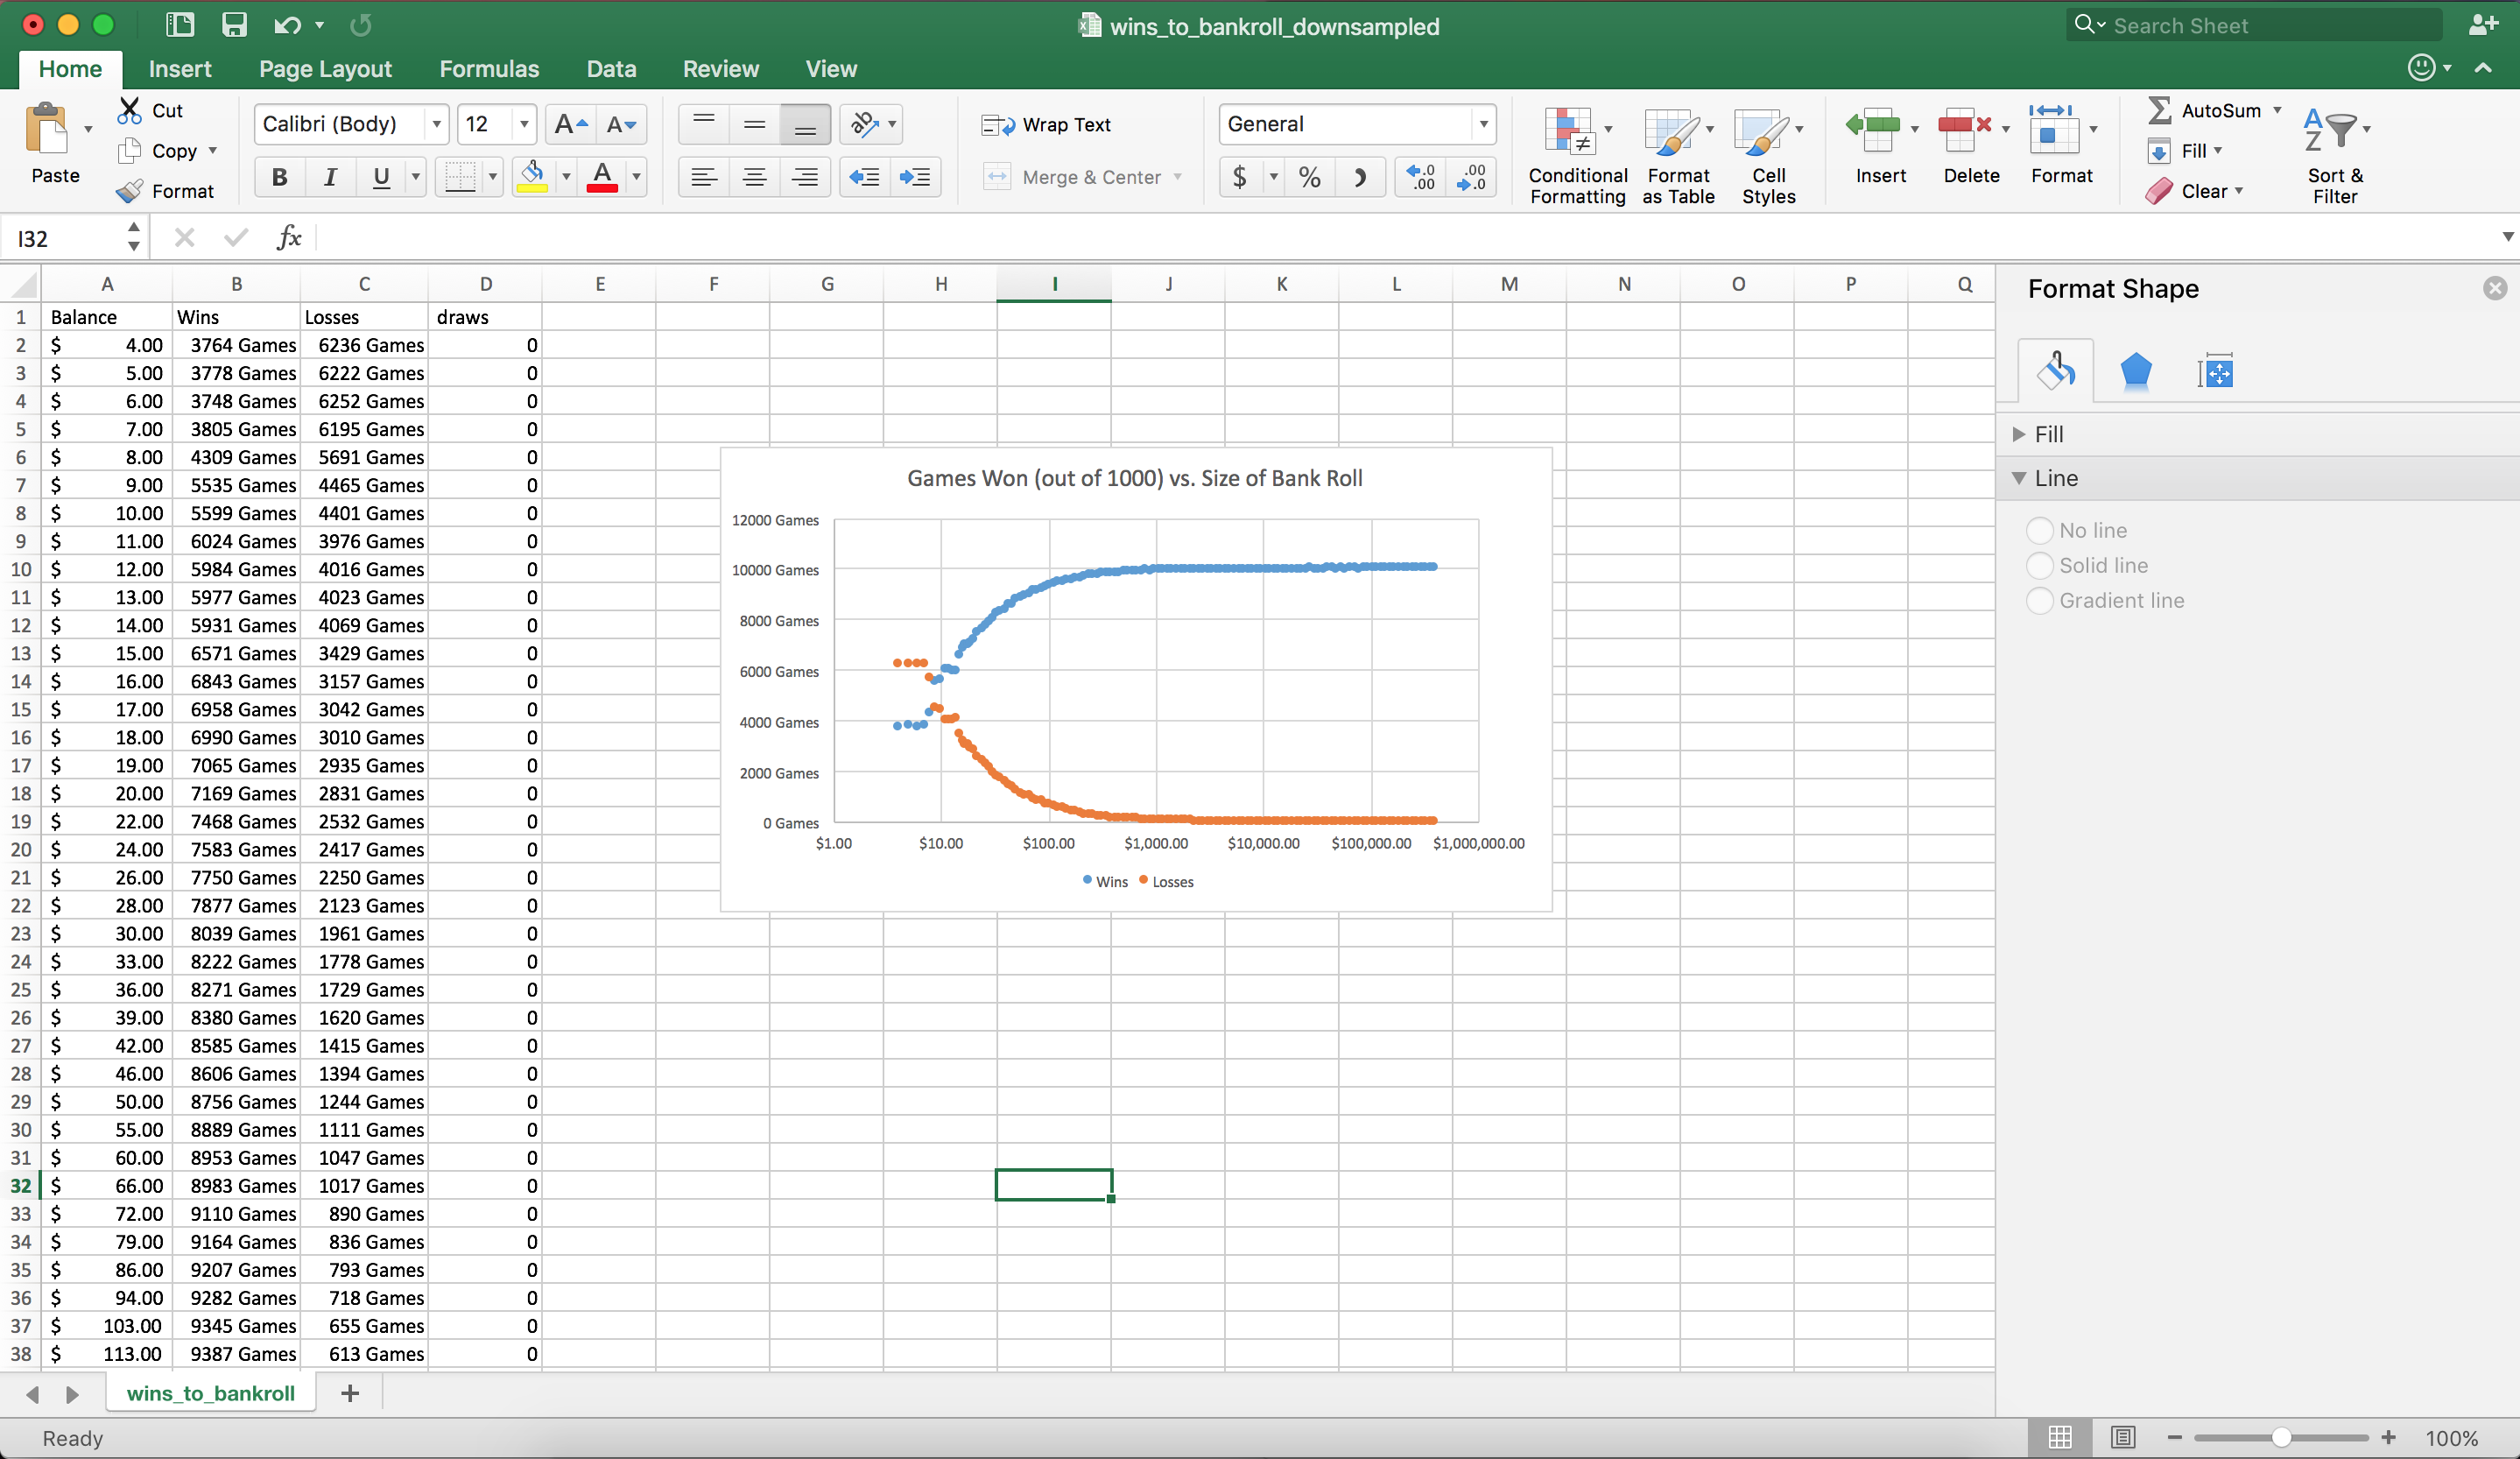 wins_to_bankroll_downsampled
Search Sheet
Home Insert Page Layout Formulas Data Review View
Paste
Cut
Copy
Format
Calibri (Body) 12
B I U
Wrap Text
Merge & Center
General
$ %
Conditional Formatting
Format as Table
Cell Styles
Insert
Delete
Format
AutoSum
Fill
Clear
Sort & Filter
I32
fx
A B C D E F G H I J K L M N O P Q
1 Balance Wins Losses draws
2 $ 4.00 3764 Games 6236 Games 0
3 $ 5.00 3778 Games 6222 Games 0
4 $ 6.00 3748 Games 6252 Games 0
5 $ 7.00 3805 Games 6195 Games 0
6 $ 8.00 4309 Games 5691 Games 0
7 $ 9.00 5535 Games 4465 Games 0
8 $ 10.00 5599 Games 4401 Games 0
9 $ 11.00 6024 Games 3976 Games 0
10 $ 12.00 5984 Games 4016 Games 0
11 $ 13.00 5977 Games 4023 Games 0
12 $ 14.00 5931 Games 4069 Games 0
13 $ 15.00 6571 Games 3429 Games 0
14 $ 16.00 6843 Games 3157 Games 0
15 $ 17.00 6958 Games 3042 Games 0
16 $ 18.00 6990 Games 3010 Games 0
17 $ 19.00 7065 Games 2935 Games 0
18 $ 20.00 7169 Games 2831 Games 0
19 $ 22.00 7468 Games 2532 Games 0
20 $ 24.00 7583 Games 2417 Games 0
21 $ 26.00 7750 Games 2250 Games 0
22 $ 28.00 7877 Games 2123 Games 0
23 $ 30.00 8039 Games 1961 Games 0
24 $ 33.00 8222 Games 1778 Games 0
25 $ 36.00 8271 Games 1729 Games 0
26 $ 39.00 8380 Games 1620 Games 0
27 $ 42.00 8585 Games 1415 Games 0
28 $ 46.00 8606 Games 1394 Games 0
29 $ 50.00 8756 Games 1244 Games 0
30 $ 55.00 8889 Games 1111 Games 0
31 $ 60.00 8953 Games 1047 Games 0
32 $ 66.00 8983 Games 1017 Games 0
33 $ 72.00 9110 Games 890 Games 0
34 $ 79.00 9164 Games 836 Games 0
35 $ 86.00 9207 Games 793 Games 0
36 $ 94.00 9282 Games 718 Games 0
37 $ 103.00 9345 Games 655 Games 0
38 $ 113.00 9387 Games 613 Games 0
Games Won (out of 1000) vs. Size of Bank Roll
12000 Games
10000 Games
8000 Games
6000 Games
4000 Games
2000 Games
0 Games
$1.00 $10.00 $100.00 $1,000.00 $10,000.00 $100,000.00 $1,000,000.00
Wins Losses
Format Shape
Fill
Line
No line
Solid line
Gradient line
wins_to_bankroll
Ready
100%